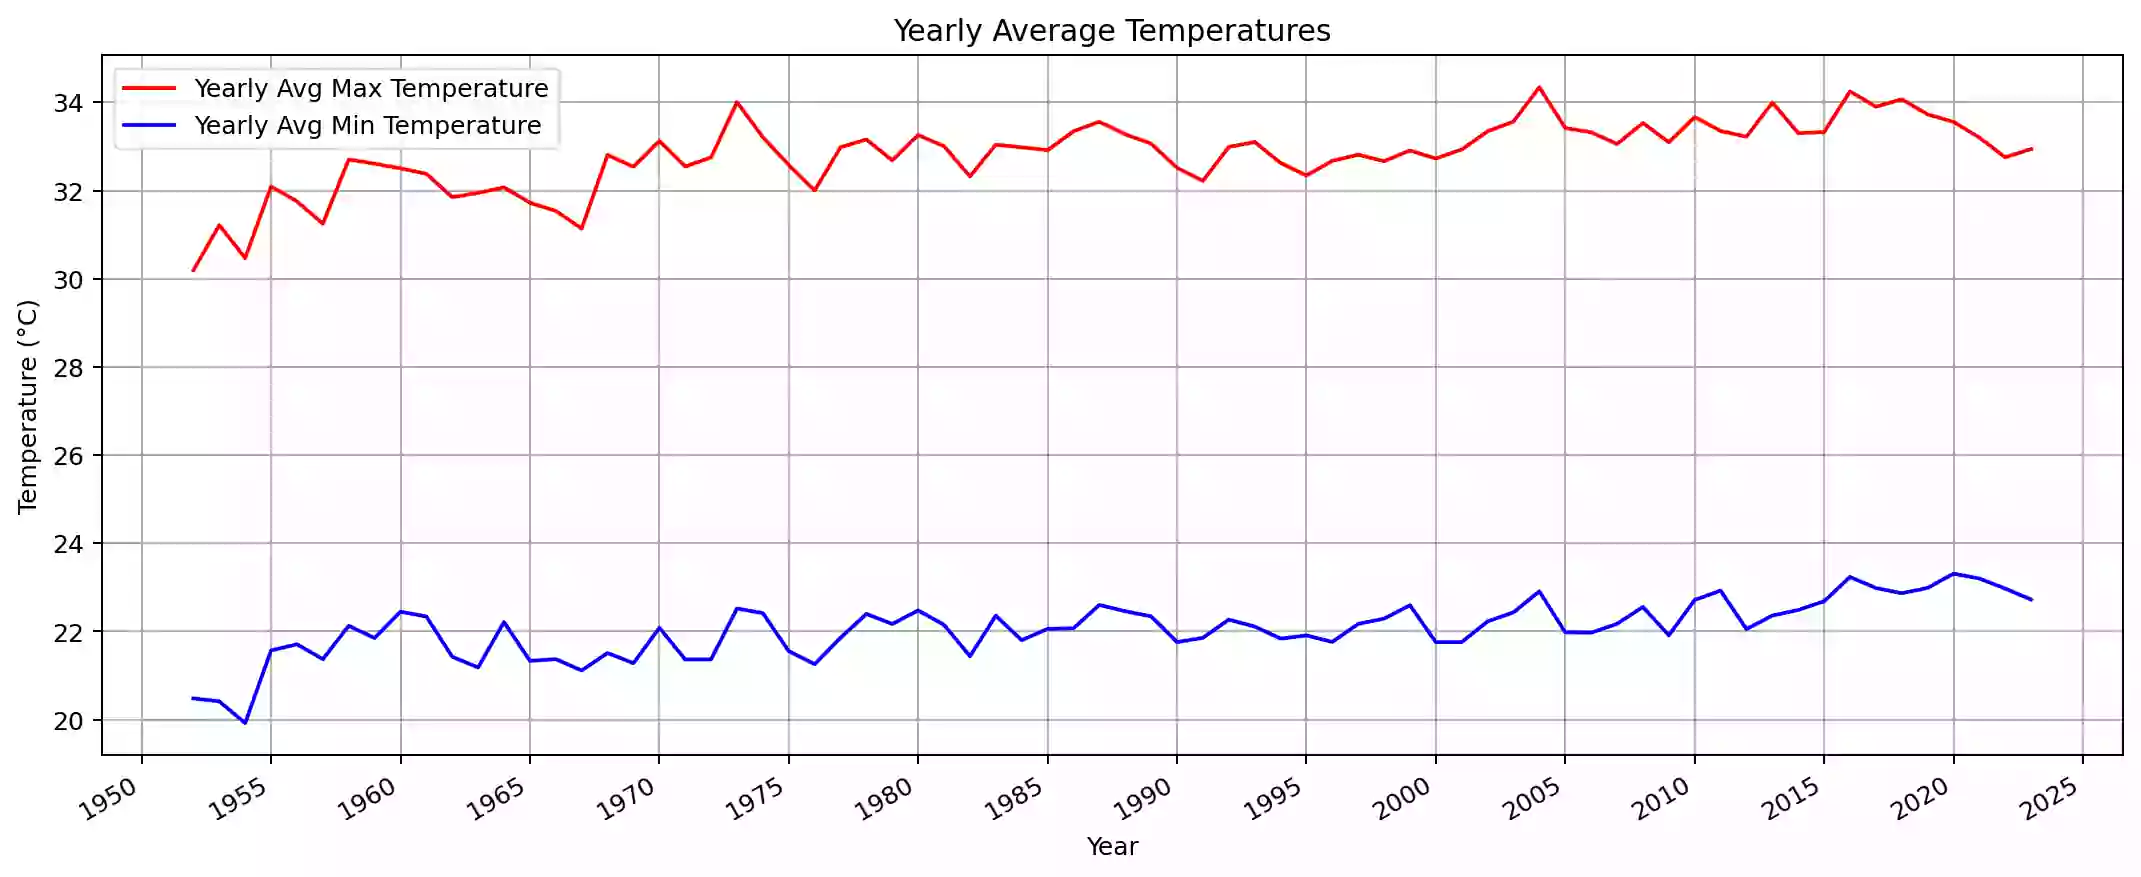 Yearly Average Temperatures
Yearly Avg Max Temperature
Yearly Avg Min Temperature
34
32
30
28
26
24
22
20
Temperature (°C)
1950 1955 1960 1965 1970 1975 1980 1985 1990 1995 2000 2005 2010 2015 2020 2025
Year